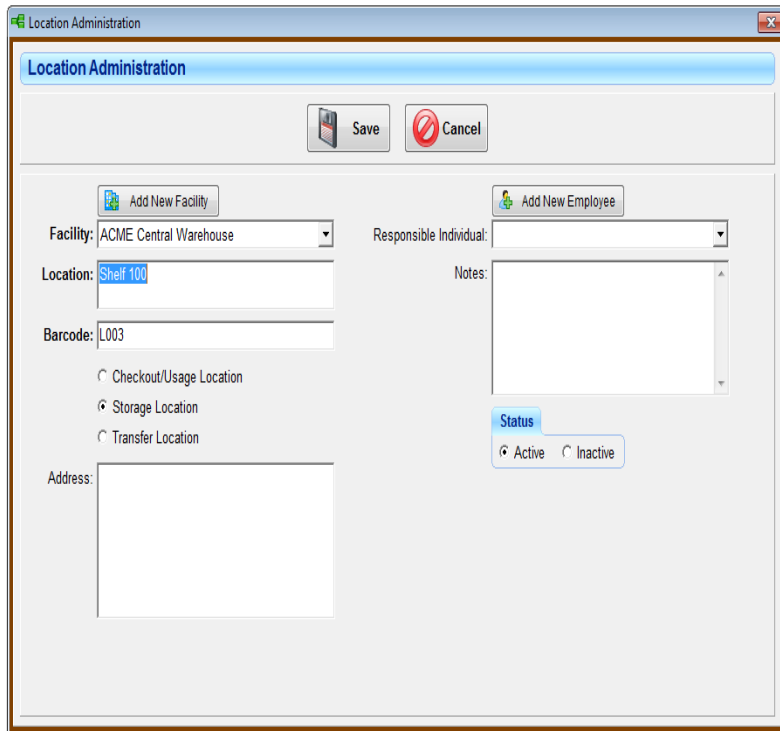 Location Administration
Location Administration
Save Cancel
Add New Facility
Facility: ACME Central Warehouse
Location: Shelf 100
Barcode: L003
Checkout/Usage Location
Storage Location
Transfer Location
Address:
Add New Employee
Responsible Individual:
Notes:
Status
Active Inactive